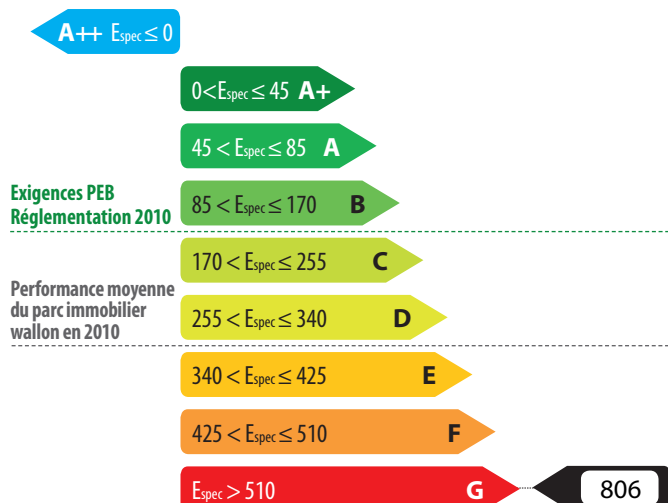 A++ Espec ≤ 0
0<Espec ≤ 45 A+
45 < Espec ≤ 85 A
Exigences PEB
Réglementation 2010
85 < Espec ≤ 170 B
170 < Espec ≤ 255 C
Performance moyenne
du parc immobilier
wallon en 2010
255 < Espec ≤ 340 D
340 < Espec ≤ 425 E
425 < Espec ≤ 510 F
Espec > 510 G
806